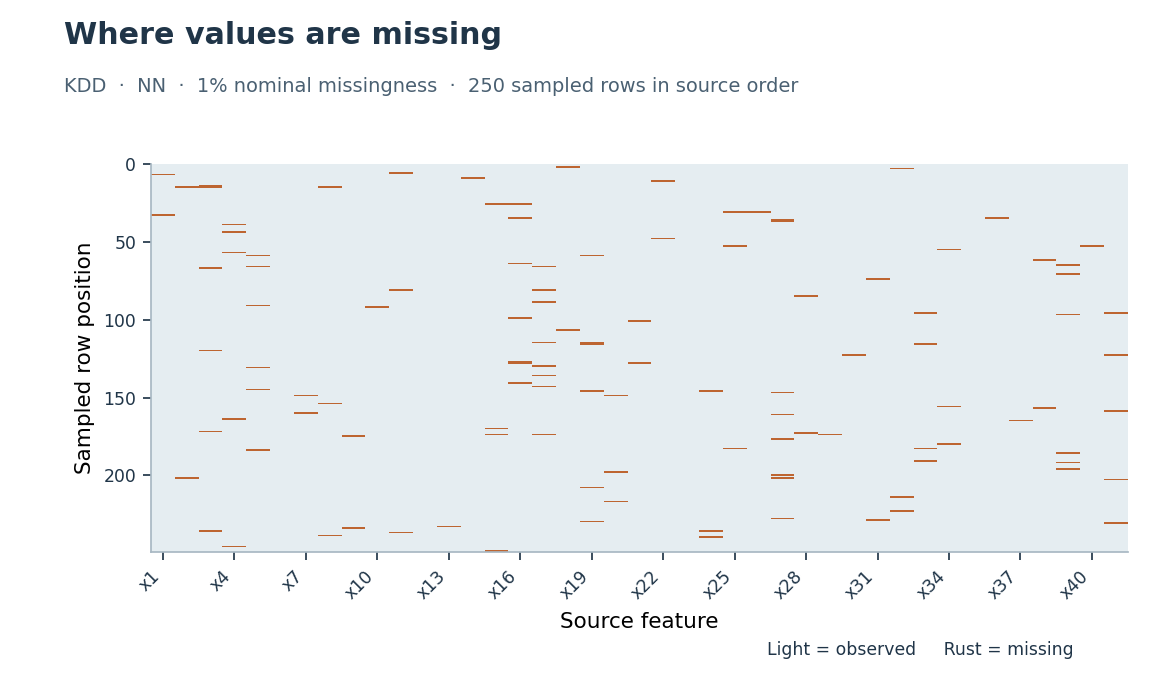 Where values are missing
KDD · NN · 1% nominal missingness · 250 sampled rows in source order
0
50
100
150
200
Sampled row position
x1 x4 x7 x10 x13 x16 x19 x22 x25 x28 x31 x34 x37 x40
Source feature
Light = observed Rust = missing